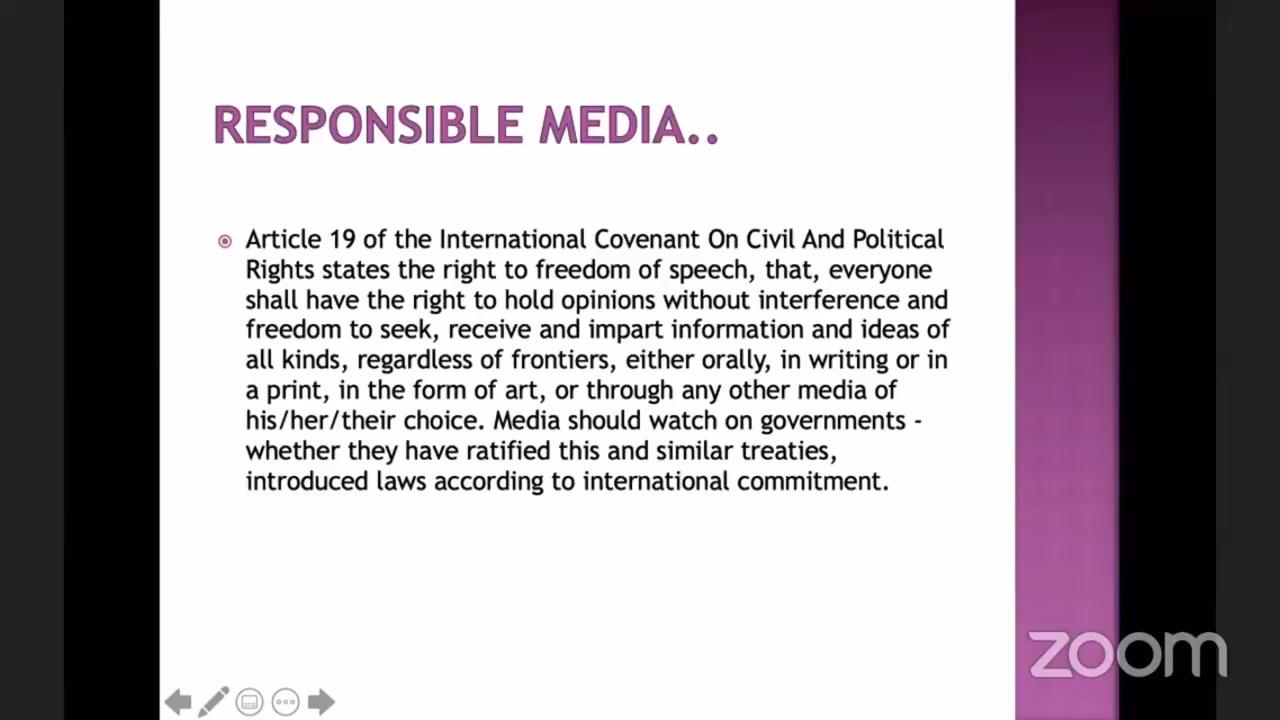 RESPONSIBLE MEDIA..
Article 19 of the International Covenant On Civil And Political
Rights states the right to freedom of speech, that, everyone
shall have the right to hold opinions without interference and
freedom to seek, receive and impart information and ideas of
all kinds, regardless of frontiers, either orally, in writing or in
a print, in the form of art, or through any other media of
his/her/their choice. Media should watch on governments -
whether they have ratified this and similar treaties,
introduced laws according to international commitment.
zoom